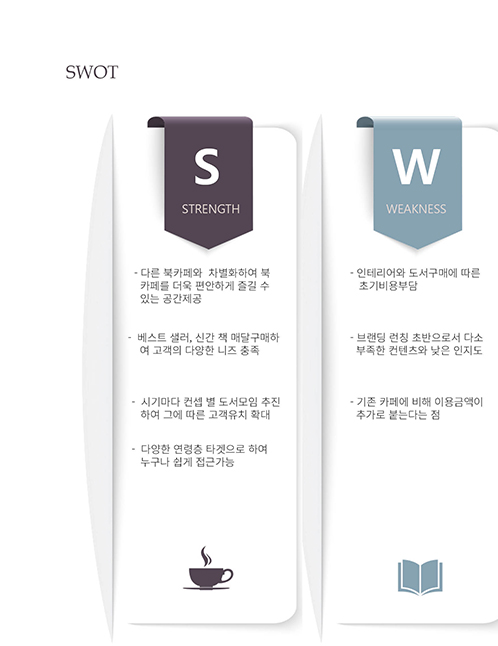 SWOT
S
STRENGTH
- 다른 북카페와 차별화하여 북
카페를 더욱 편안하게 즐길 수
있는 공간제공
- 베스트 샐러, 신간 책 매달구매하
여 고객의 다양한 니즈 충족
- 시기마다 컨셉 별 도서모임 추진
하여 그에 따른 고객유치 확대
- 다양한 연령층 타겟으로 하여
누구나 쉽게 접근가능
W
WEAKNESS
- 인테리어와 도서구매에 따른
초기비용부담
- 브랜딩 런칭 초반으로서 다소
부족한 컨텐츠와 낮은 인지도
- 기존 카페에 비해 이용금액이
추가로 붙는다는 점